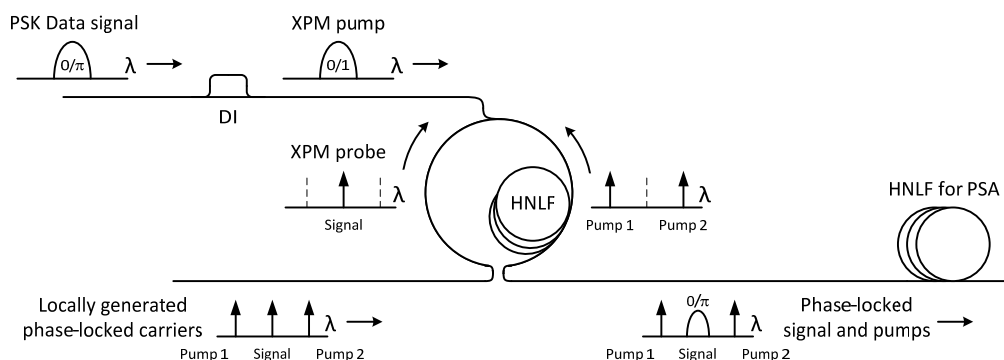 PSK Data signal
XPM pump
0/π
λ
0/1
λ
DI
XPM probe
λ
Signal
HNLF
λ
Pump 1
Pump 2
HNLF for PSA
Locally generated
phase-locked carriers
λ
Pump 1
Signal
Pump 2
0/π
λ
Pump 1
Signal
Pump 2
Phase-locked
signal and pumps